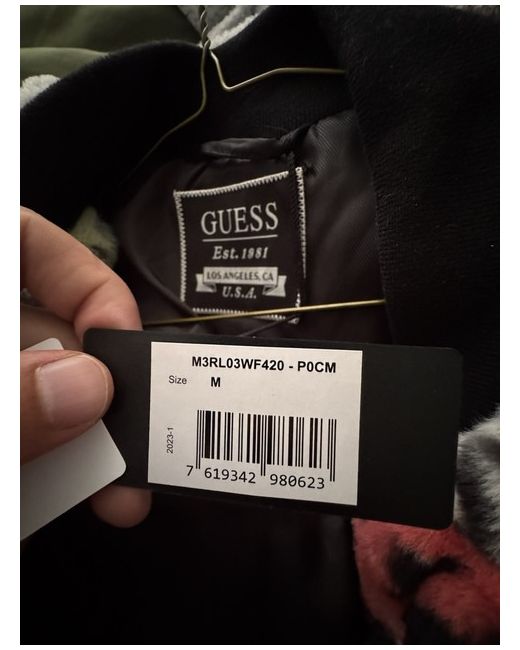 GUESS
Est. 1981
LOS ANGELES, CA
U.S.A.
M3RL03WF420 - P0CM
Size M
2023-1
7 619342 980623